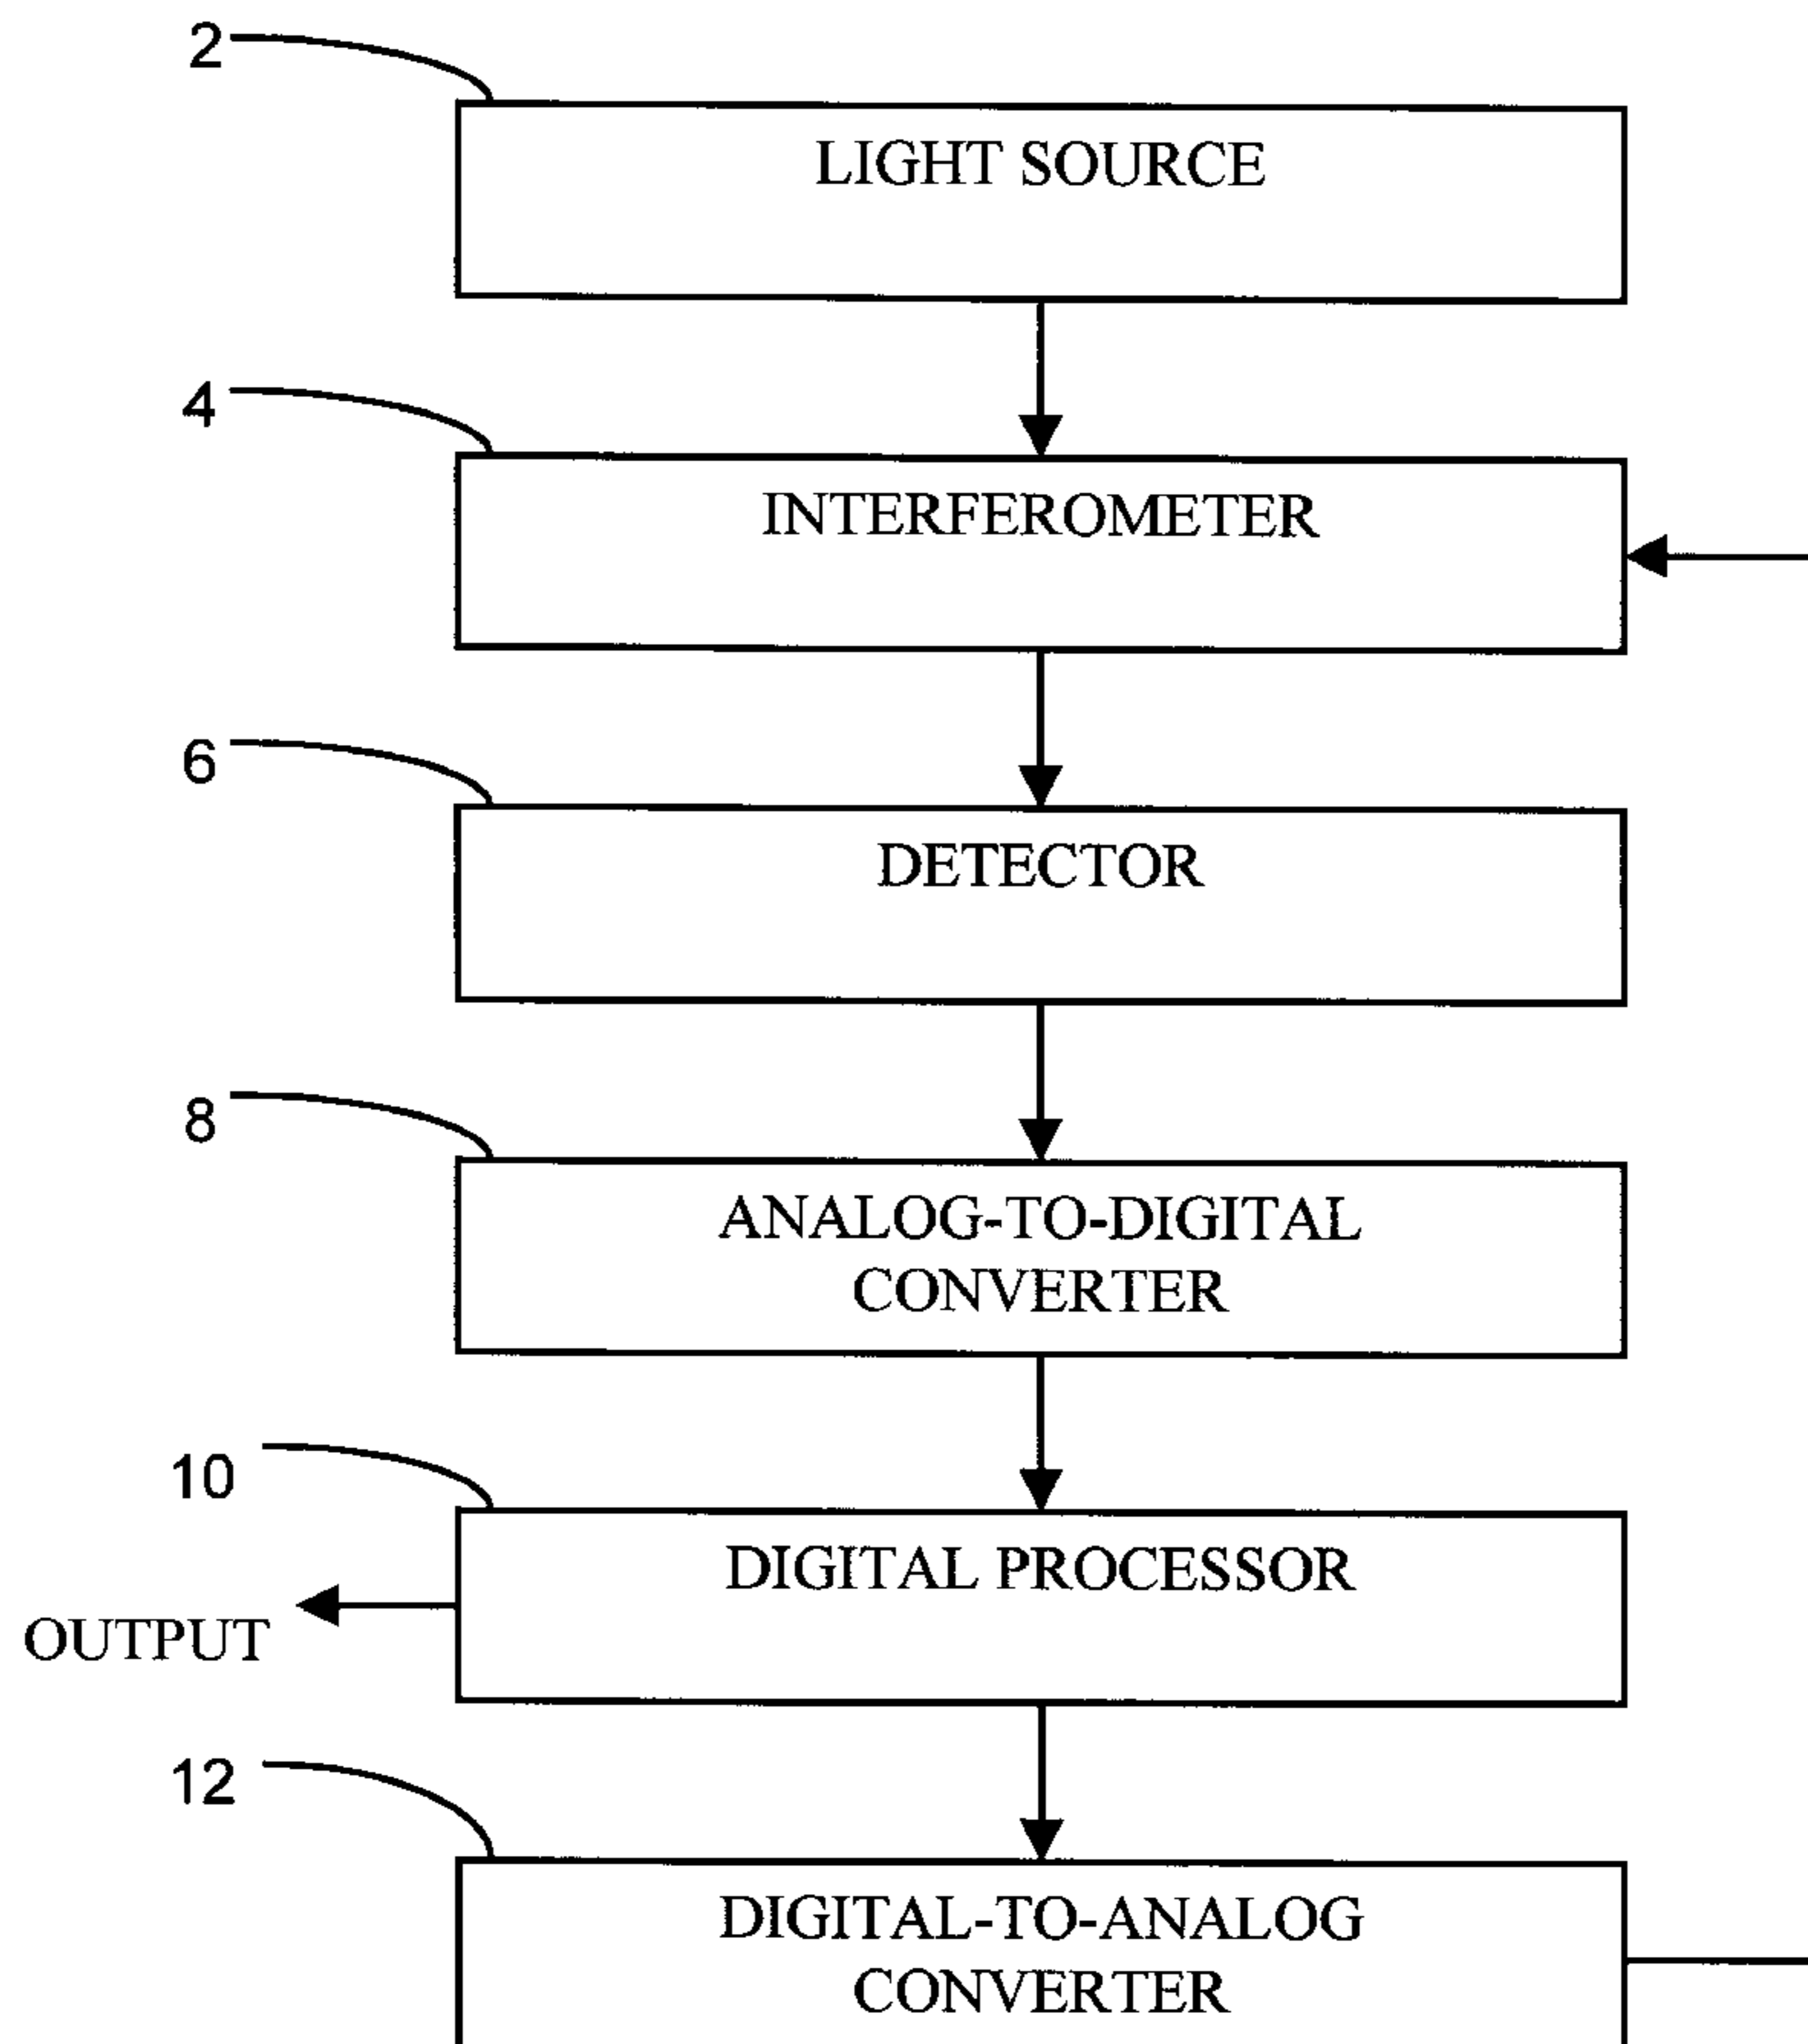 2
LIGHT SOURCE
4
INTERFEROMETER
6
DETECTOR
8
ANALOG-TO-DIGITAL
CONVERTER
10
DIGITAL PROCESSOR
OUTPUT
12
DIGITAL-TO-ANALOG
CONVERTER